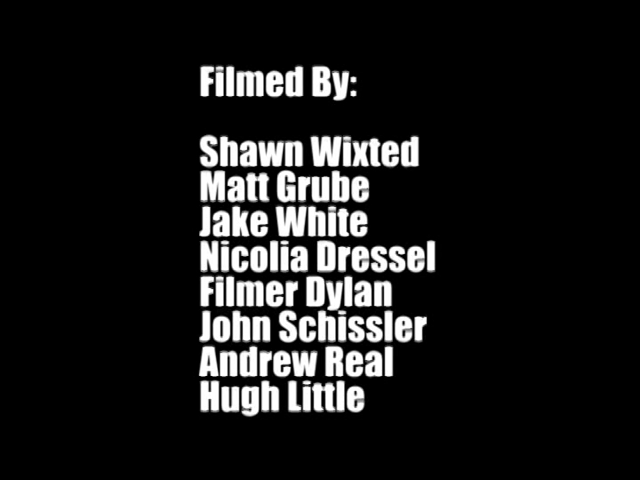 Filmed By:
Shawn Wixted
Matt Grube
Jake White
Nicolia Dressel
Filmer Dylan
John Schissler
Andrew Real
Hugh Little